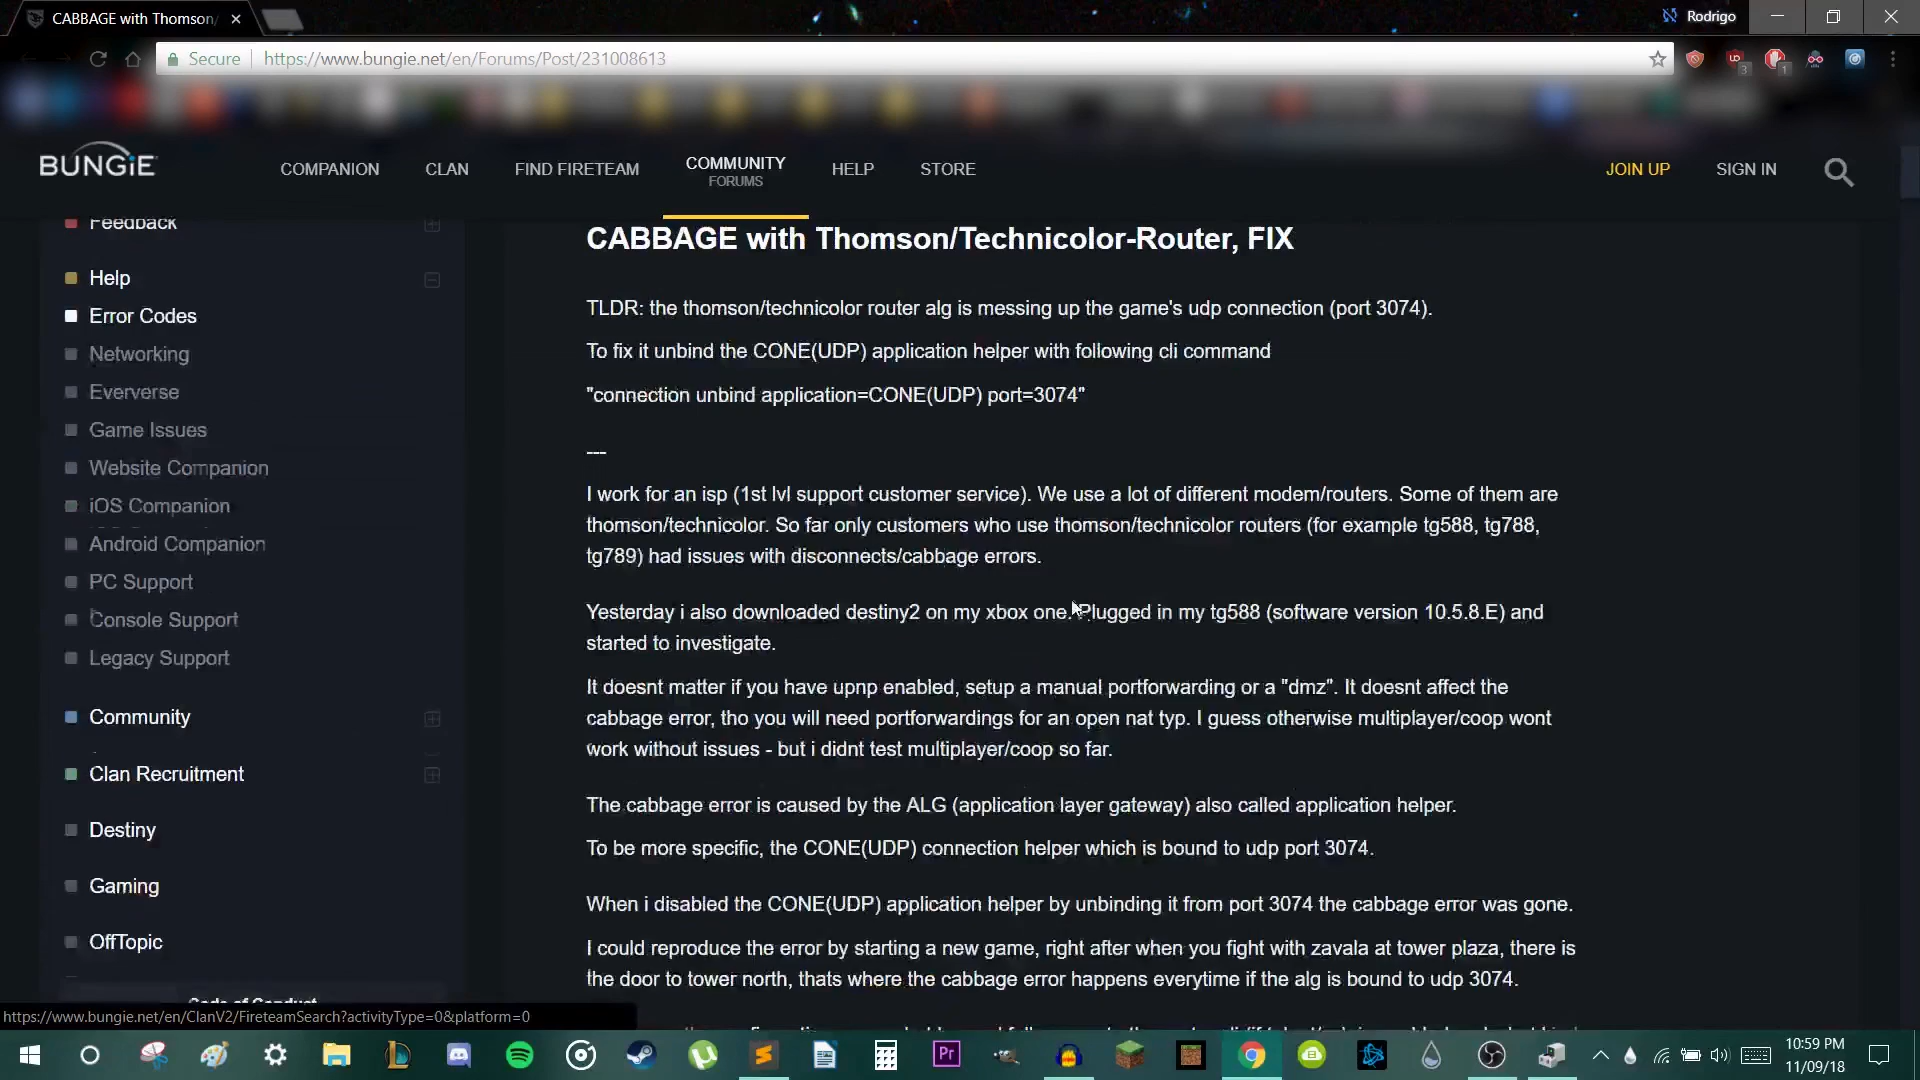 CABBAGE with Thomson/
Rodrigo
Secure https://www.bungie.net/en/Forums/Post/231008613
3
1
BUNGiE
COMPANION
CLAN
FIND FIRETEAM
COMMUNITY
FORUMS
HELP
STORE
JOIN UP
SIGN IN
Feedback
Help
Error Codes
Networking
Eververse
Game Issues
Website Companion
iOS Companion
Android Companion
PC Support
Console Support
Legacy Support
Community
Clan Recruitment
Destiny
Gaming
OffTopic
Code of Conduct
CABBAGE with Thomson/Technicolor-Router, FIX
TLDR: the thomson/technicolor router alg is messing up the game's udp connection (port 3074).
To fix it unbind the CONE(UDP) application helper with following cli command
"connection unbind application=CONE(UDP) port=3074"
---
I work for an isp (1st lvl support customer service). We use a lot of different modem/routers. Some of them are
thomson/technicolor. So far only customers who use thomson/technicolor routers (for example tg588, tg788,
tg789) had issues with disconnects/cabbage errors.
Yesterday i also downloaded destiny2 on my xbox one. Plugged in my tg588 (software version 10.5.8.E) and
started to investigate.
It doesnt matter if you have upnp enabled, setup a manual portforwarding or a "dmz". It doesnt affect the
cabbage error, tho you will need portforwardings for an open nat typ. I guess otherwise multiplayer/coop wont
work without issues - but i didnt test multiplayer/coop so far.
The cabbage error is caused by the ALG (application layer gateway) also called application helper.
To be more specific, the CONE(UDP) connection helper which is bound to udp port 3074.
When i disabled the CONE(UDP) application helper by unbinding it from port 3074 the cabbage error was gone.
I could reproduce the error by starting a new game, right after when you fight with zavala at tower plaza, there is
the door to tower north, thats where the cabbage error happens everytime if the alg is bound to udp 3074.
https://www.bungie.net/en/ClanV2/FireteamSearch?activityType=0&platform=0
Pr
10:59 PM
11/09/18